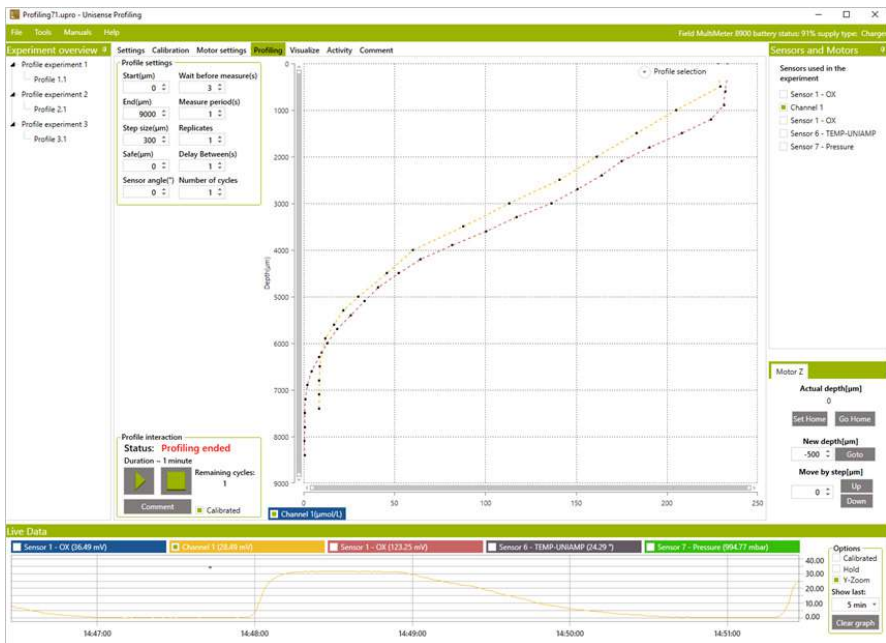 Profiling71.upro - Unisense Profiling
File Tools Manuals Help
Field MultiMeter 8900 battery status: 91% supply type: Charger
Experiment overview
Profile experiment 1
Profile 1.1
Profile experiment 2
Profile 2.1
Profile experiment 3
Profile 3.1
Settings Calibration Motor settings Profiling Visualize Activity Comment
Profile settings
Start(μm) Wait before measure(s)
0 3
End(μm) Measure period(s)
9000 1
Step size(μm) Replicates
300 1
Safe(μm) Delay Between(s)
0 1
Sensor angle(°) Number of cycles
0 1
Profile interaction
Status: Profiling ended
Duration ~ 1 minute
Remaining cycles:
1
Comment
Calibrated
Profile selection
Depth(μm)
0
1000
2000
3000
4000
5000
6000
7000
8000
9000
0 50 100 150 200 250
Channel 1(μmol/L)
Sensors and Motors
Sensors used in the
experiment
Sensor 1 - OX
Channel 1
Sensor 1 - OX
Sensor 6 - TEMP-UNIAMP
Sensor 7 - Pressure
Motor Z
Actual depth[μm]
0
Set Home Go Home
New depth[μm]
-500 Goto
Move by step[μm]
0 Up
Down
Live Data
Sensor 1 - OX (36.49 mV) Channel 1 (28.49 mV) Sensor 1 - OX (123.25 mV) Sensor 6 - TEMP-UNIAMP (24.29 °) Sensor 7 - Pressure (994.77 mbar)
40.00
30.00
20.00
10.00
0.00
14:47:00 14:48:00 14:49:00 14:50:00 14:51:00
Options
Calibrated
Hold
Y-Zoom
Show last:
5 min
Clear graph